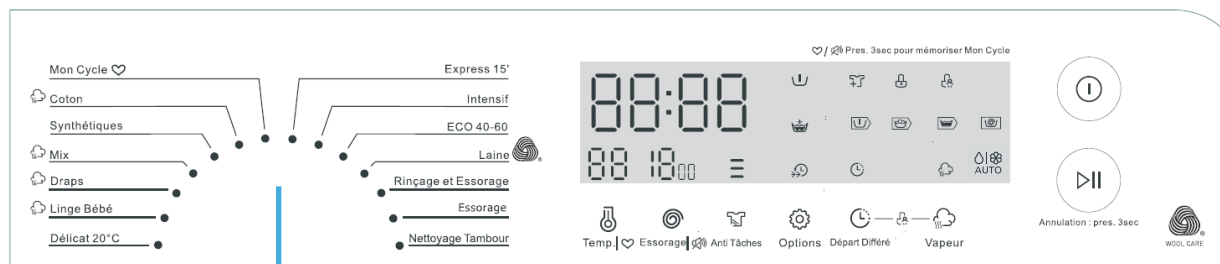 ♡/ Pres. 3sec pour mémoriser Mon Cycle
Mon Cycle ♡
Coton
Synthétiques
Mix
Draps
Linge Bébé
Délicat 20°C
Express 15'
Intensif
ECO 40-60
Laine
Rinçage et Essorage
Essorage
Nettoyage Tambour
88:88
88 1800
AUTO
Temp.|♡ Essorage| Anti Tâches Options Départ Différé Vapeur
Annulation : pres. 3sec
WOOL CARE